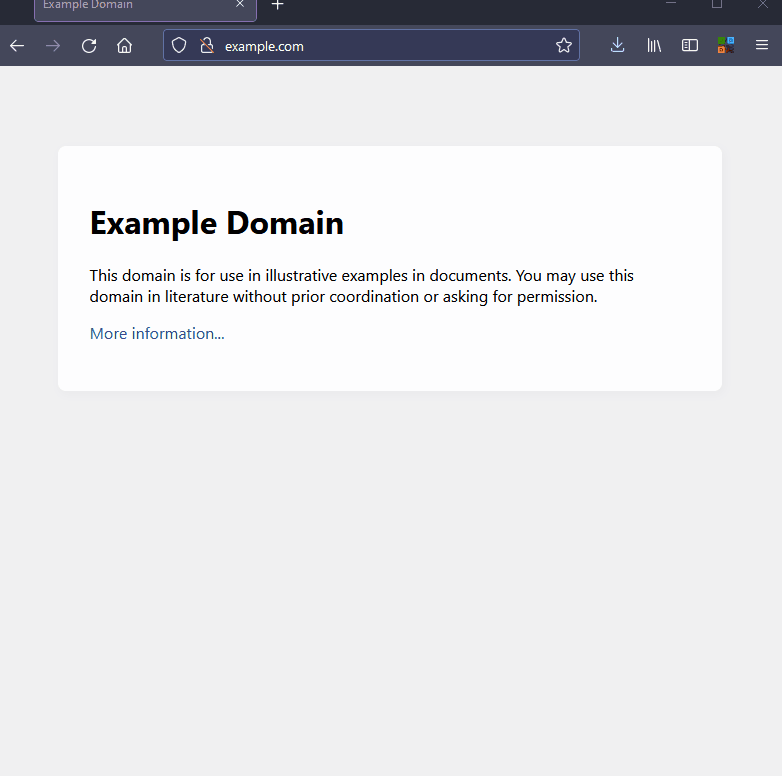 Example Domain
example.com
Example Domain
This domain is for use in illustrative examples in documents. You may use this
domain in literature without prior coordination or asking for permission.
More information...